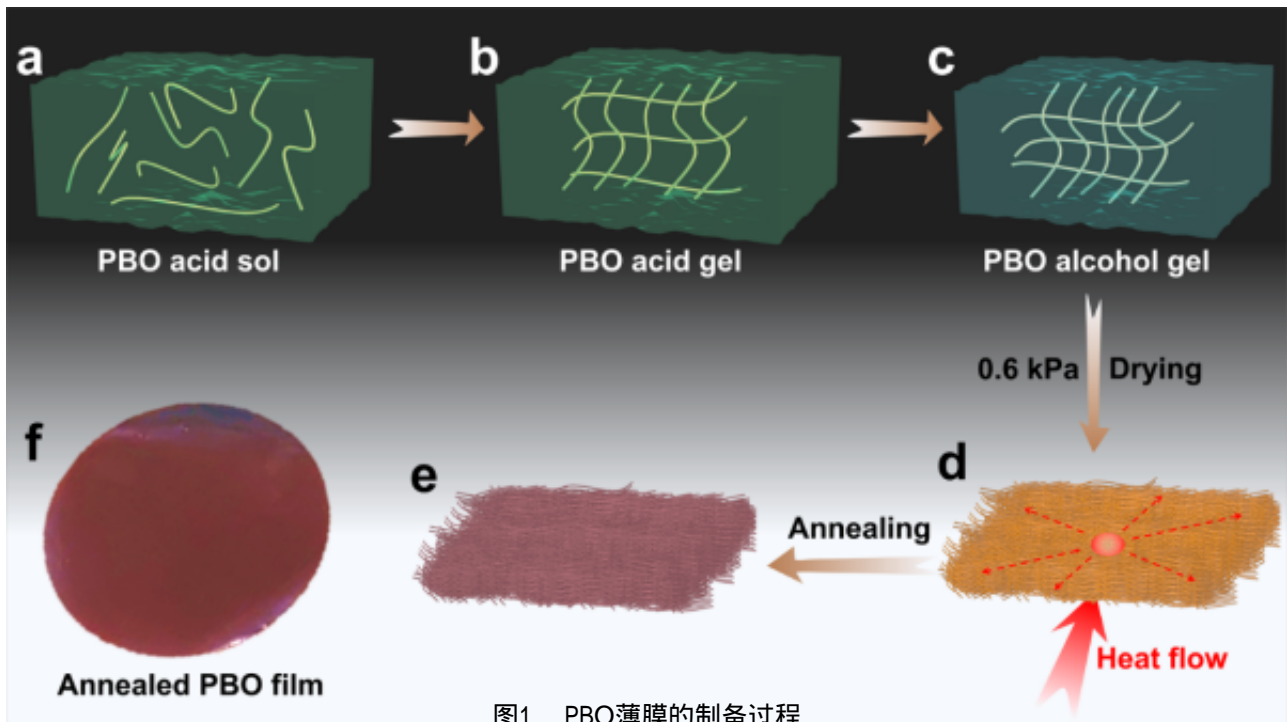 a
b
c
PBO acid sol
PBO acid gel
PBO alcohol gel
0.6 kPa Drying
f
e
d
Annealing
Heat flow
Annealed PBO film
图1 PBO薄膜的制备过程